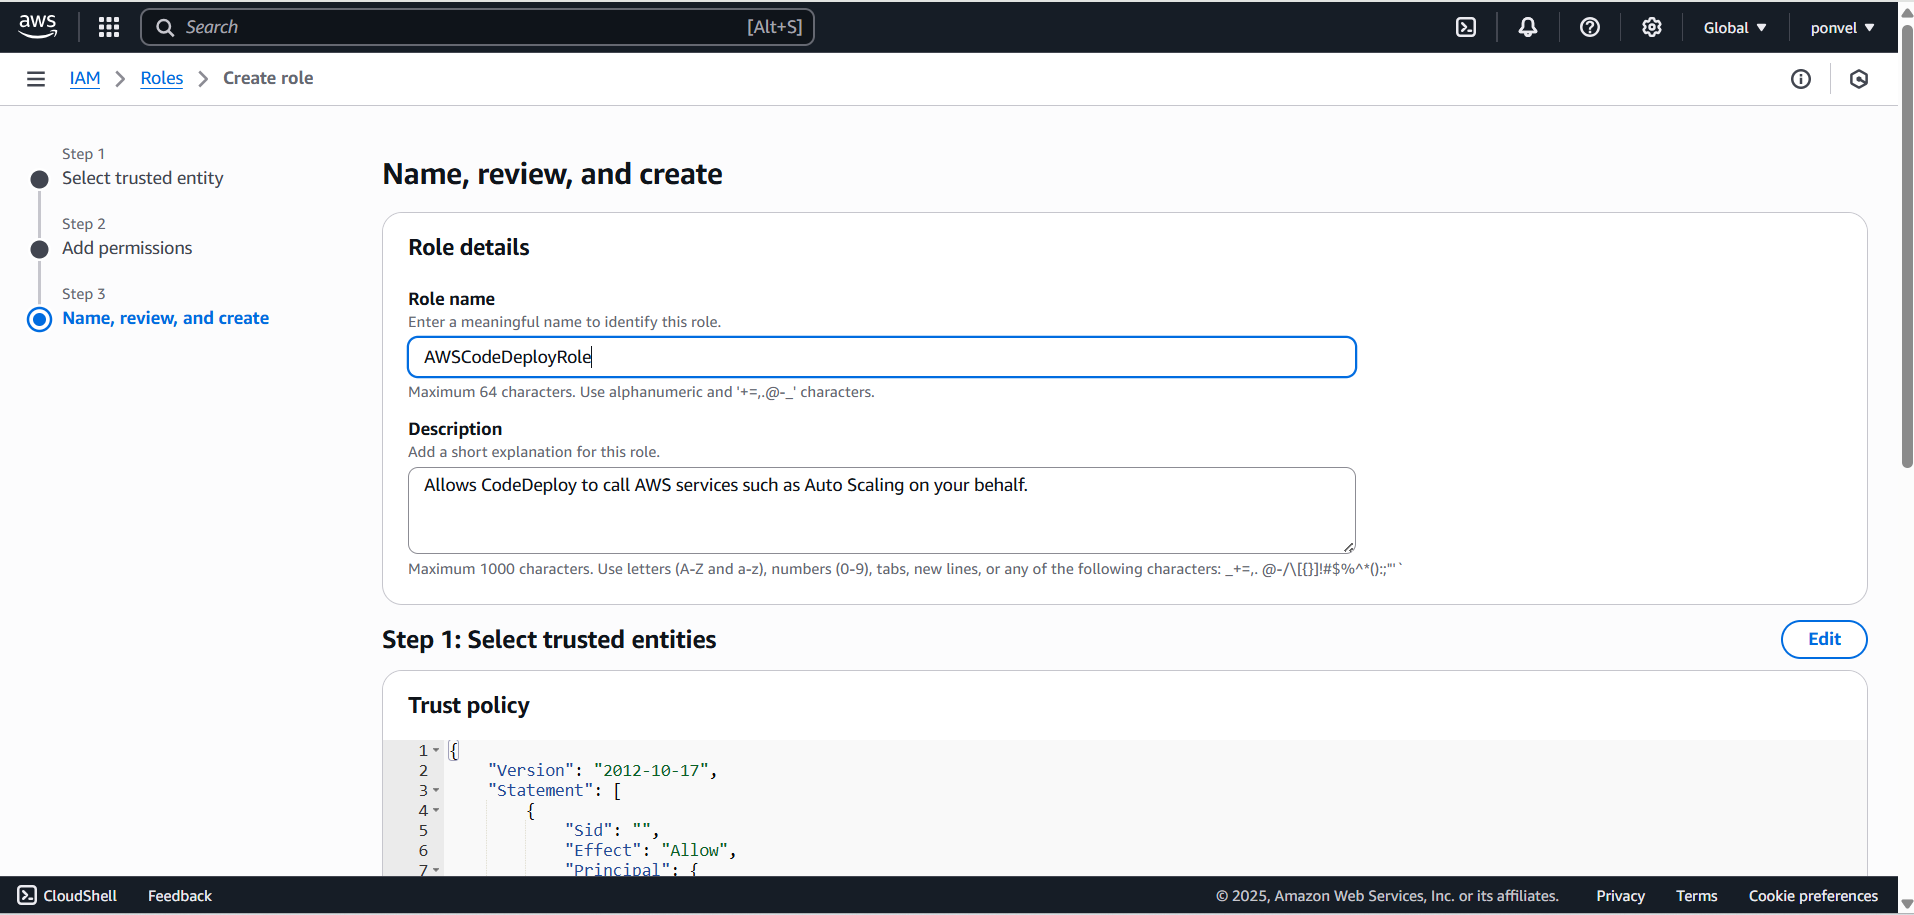 aws
Search [Alt+S]
Global
ponvel
IAM
Roles
Create role
Step 1
Select trusted entity
Step 2
Add permissions
Step 3
Name, review, and create
Name, review, and create
Role details
Role name
Enter a meaningful name to identify this role.
AWSCodeDeployRole
Maximum 64 characters. Use alphanumeric and '+=,.@-_' characters.
Description
Add a short explanation for this role.
Allows CodeDeploy to call AWS services such as Auto Scaling on your behalf.
Maximum 1000 characters. Use letters (A-Z and a-z), numbers (0-9), tabs, new lines, or any of the following characters: _+=,. @-/\[{}]!#$%^*();:"'`
Step 1: Select trusted entities
Edit
Trust policy
1 {
2 "Version": "2012-10-17",
3 "Statement": [
4 {
5 "Sid": "",
6 "Effect": "Allow",
7 "Principal": {
CloudShell
Feedback
© 2025, Amazon Web Services, Inc. or its affiliates.
Privacy
Terms
Cookie preferences